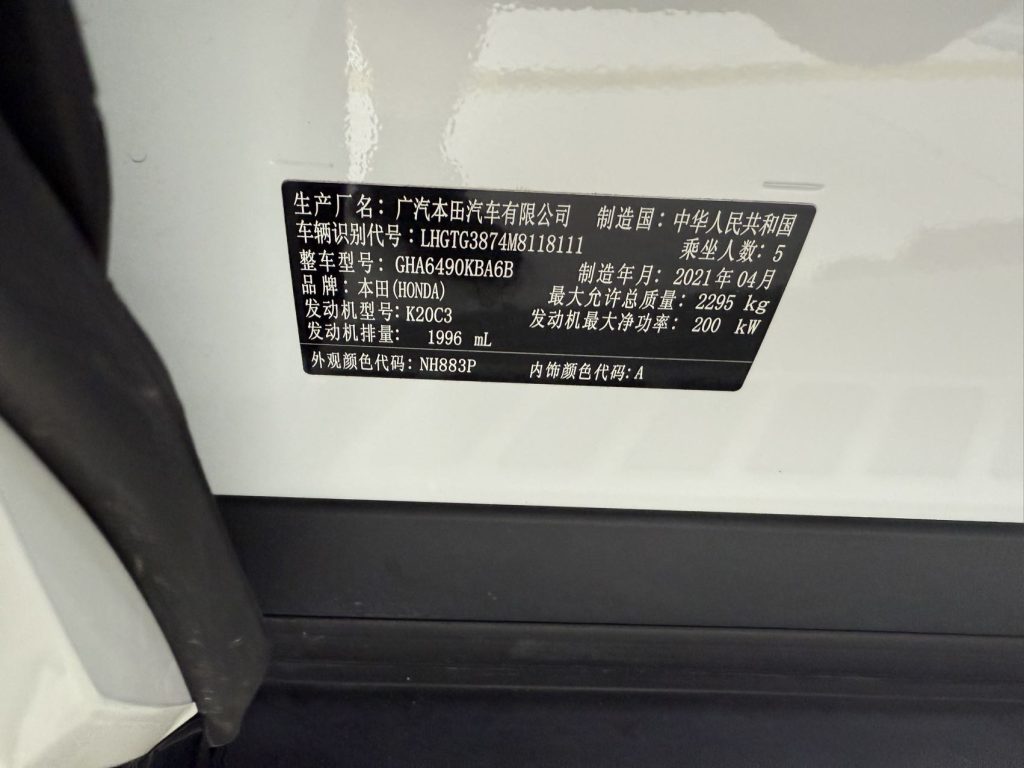 生产厂名：广汽本田汽车有限公司 制造国：中华人民共和国
车辆识别代号：LHGTG3874M8118111 乘坐人数：5
整车型号：GHA6490KBA6B 制造年月：2021年04月
品牌：本田(HONDA) 最大允许总质量：2295 kg
发动机型号：K20C3 发动机最大净功率：200 kW
发动机排量：1996 mL
外观颜色代码：NH883P 内饰颜色代码：A